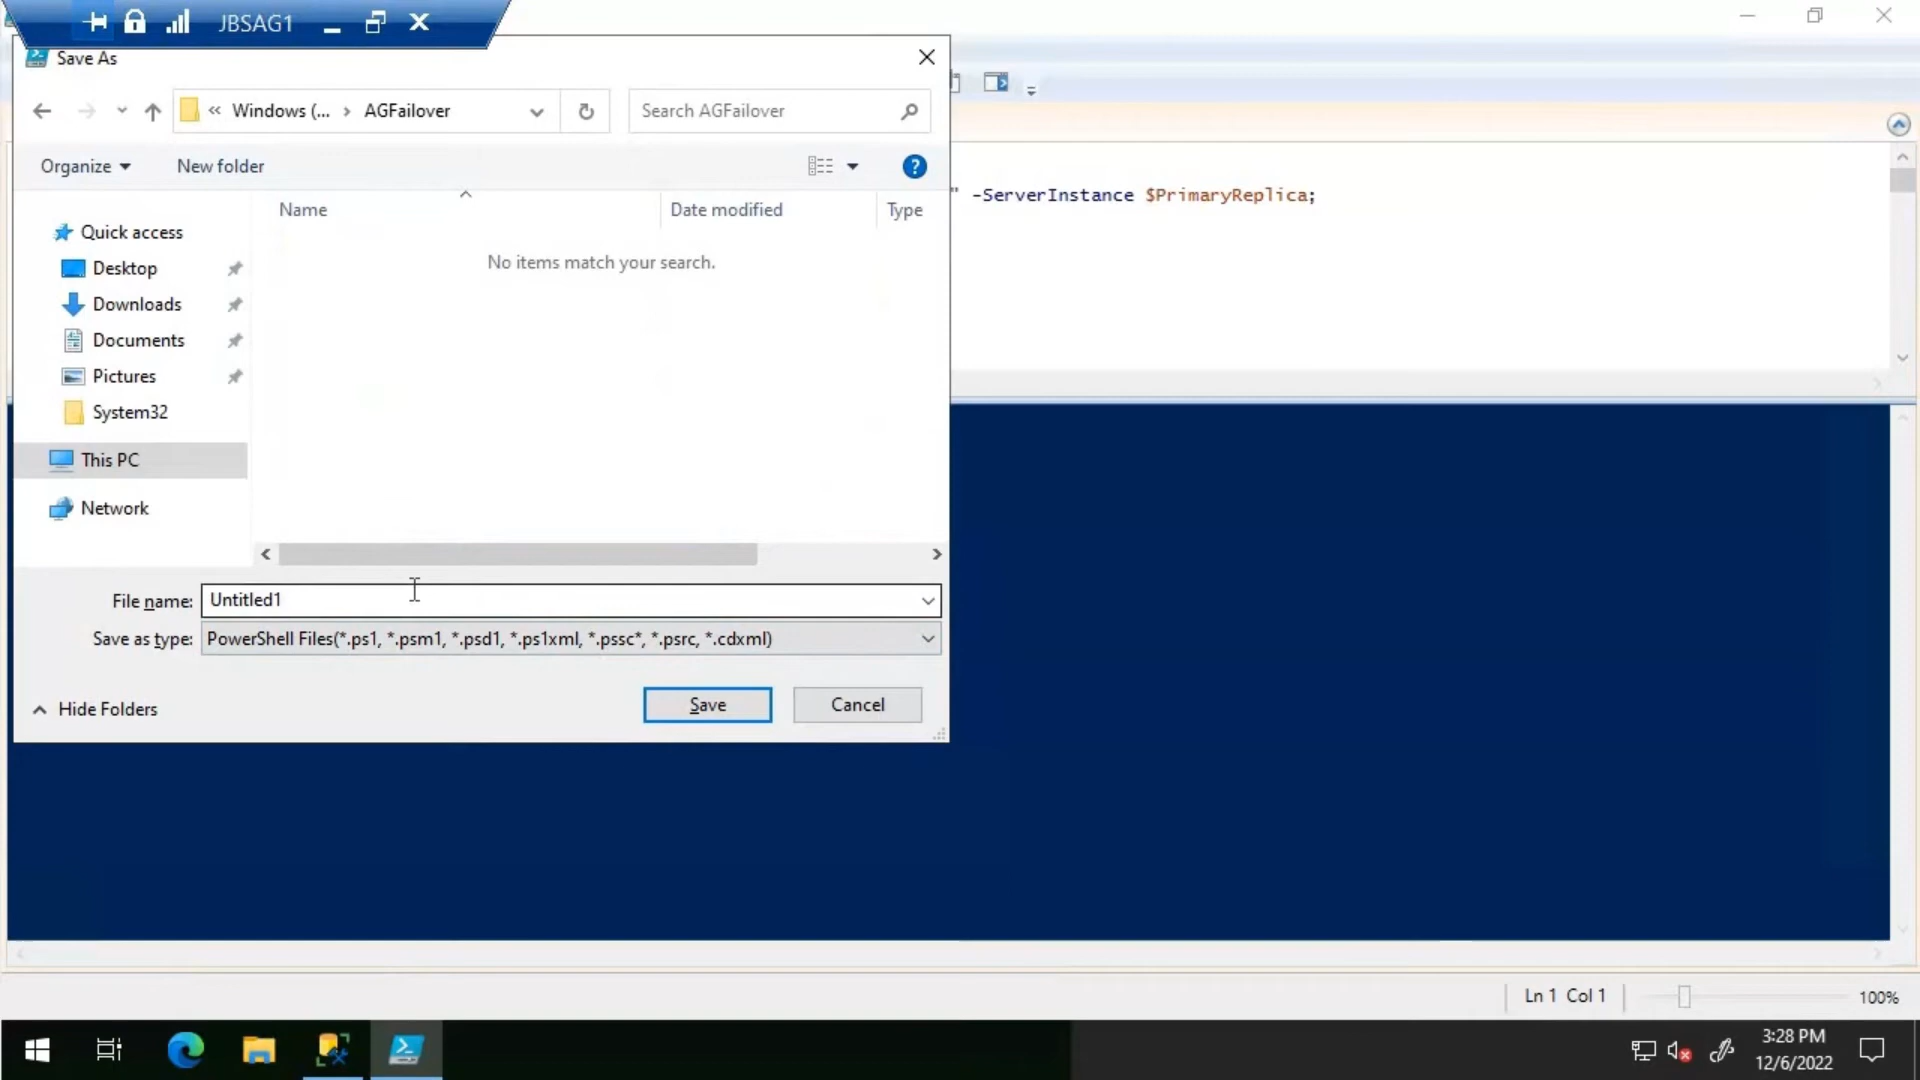 JBSAG1
Save As
« Windows (... › AGFailover
Search AGFailover
Organize
New folder
Name
Date modified
Type
" -ServerInstance $PrimaryReplica;
No items match your search.
Quick access
Desktop
Downloads
Documents
Pictures
System32
This PC
Network
File name: Untitled1
Save as type: PowerShell Files(*.ps1, *.psm1, *.psd1, *.ps1xml, *.pssc*, *.psrc, *.cdxml)
Hide Folders
Save
Cancel
Ln 1 Col 1
100%
3:28 PM
12/6/2022